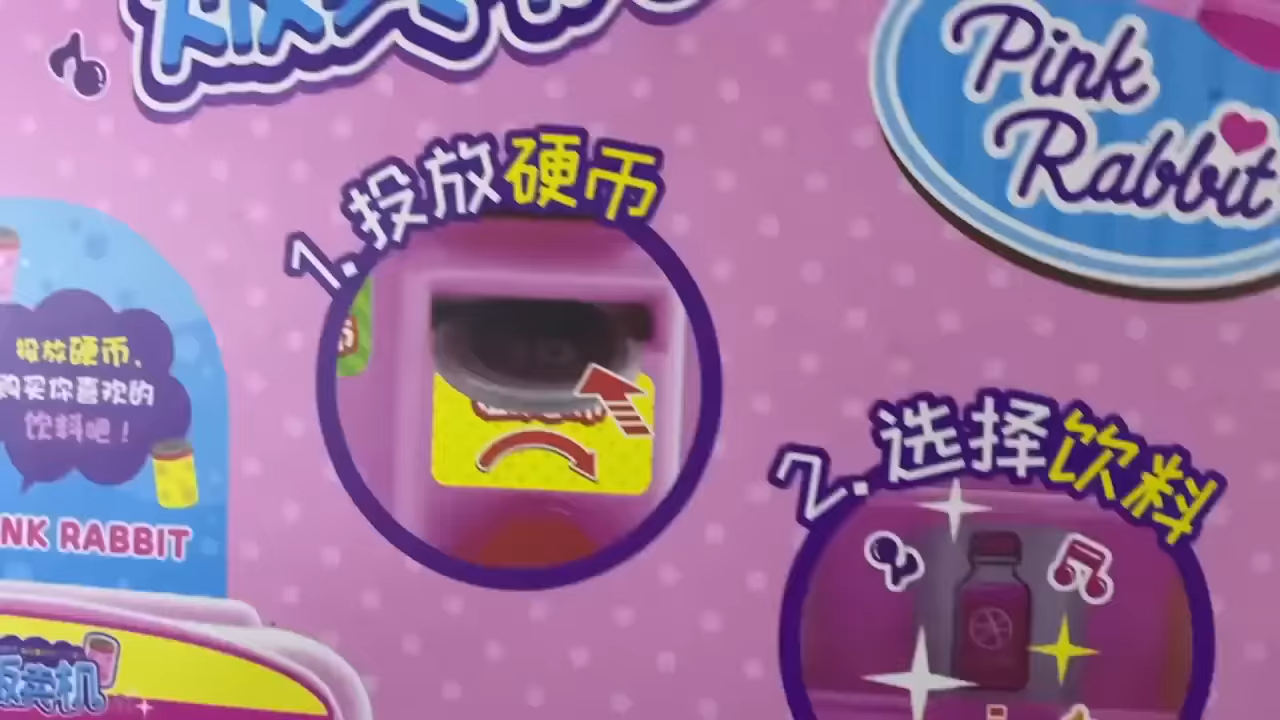 Pink
Rabbit
1.投放硬币
投放硬币，
购买你喜欢的
饮料吧！
2.选择饮料
NK RABBIT
贩卖机